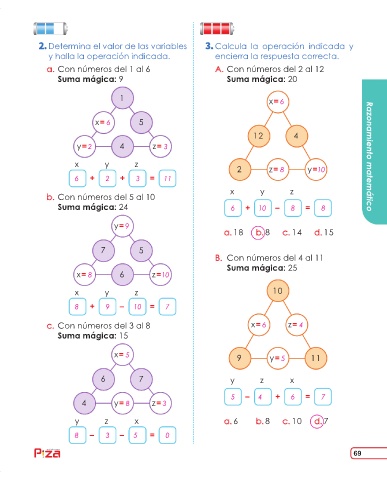 2. Determina el valor de las variables
y halla la operación indicada.
a. Con números del 1 al 6
Suma mágica: 9
1
x= 6 5
y= 2 4 z= 3
x y z
6 + 2 + 3 = 11
b. Con números del 5 al 10
Suma mágica: 24
y= 9
7 5
x= 8 6 z= 10
x y z
8 + 9 − 10 = 7
c. Con números del 3 al 8
Suma mágica: 15
x= 5
6 7
4 y= 8 z= 3
y z x
8 − 3 − 5 = 0
3. Calcula la operación indicada y
encierra la respuesta correcta.
A. Con números del 2 al 12
Suma mágica: 20
x= 6
12 4
2 z= 8 y= 10
x y z
6 + 10 − 8 = 8
a. 18 b. 8 c. 14 d. 15
B. Con números del 4 al 11
Suma mágica: 25
10
x= 6 z= 4
9 y= 5 11
y z x
5 − 4 + 6 = 7
a. 6 b. 8 c. 10 d. 7
Razonamiento matemático
69